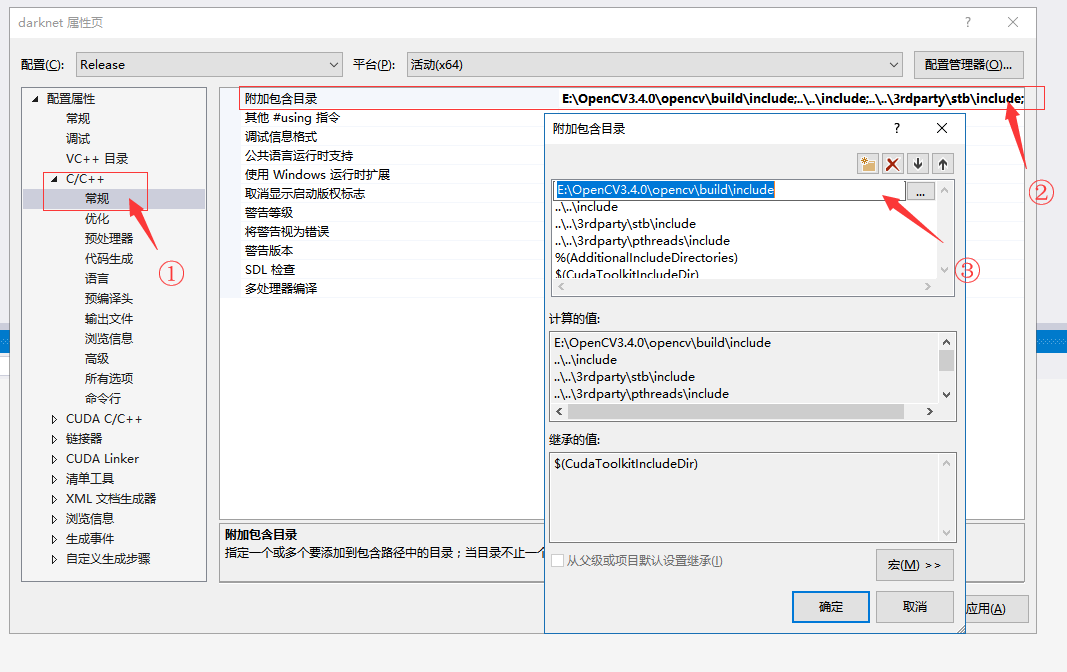 darknet 属性页
配置(C): Release 平台(P): 活动(x64) 配置管理器(O)...
配置属性
常规
调试
VC++ 目录
C/C++
常规
优化
预处理器
代码生成
语言
预编译头
输出文件
浏览信息
高级
所有选项
命令行
CUDA C/C++
链接器
CUDA Linker
清单工具
XML 文档生成器
浏览信息
生成事件
自定义生成步骤
①
附加包含目录 E:\OpenCV3.4.0\opencv\build\include;..\..\include;..\..\3rdparty\stb\include;
其他 #using 指令
调试信息格式
公共语言运行时支持
使用 Windows 运行时扩展
取消显示启动版权标志
警告等级
将警告视为错误
警告版本
SDL 检查
多处理器编译
②
附加包含目录
指定一个或多个要添加到包含路径中的目录；当目录不止一个
附加包含目录
E:\OpenCV3.4.0\opencv\build\include ...
..\..\include
..\..\3rdparty\stb\include
..\..\3rdparty\pthreads\include
%(AdditionalIncludeDirectories)
$(CudaToolkitIncludeDir)
③
计算的值:
E:\OpenCV3.4.0\opencv\build\include
..\..\include
..\..\3rdparty\stb\include
..\..\3rdparty\pthreads\include
继承的值:
$(CudaToolkitIncludeDir)
从父级或项目默认设置继承(I)
宏(M) >>
确定 取消
应用(A)